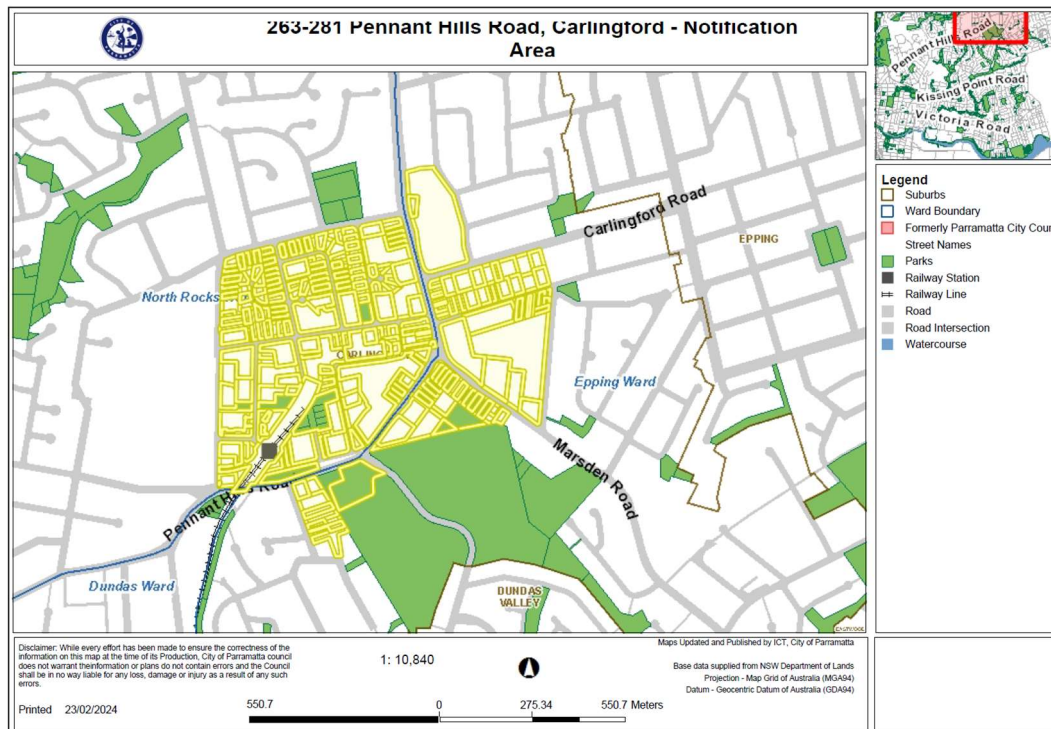 263-281 Pennant Hills Road, Carlingford - Notification
Area
Pennant Hills Road
Kissing Point Road
Victoria Road
Legend
Suburbs
Ward Boundary
Formerly Parramatta City Coun
Street Names
Parks
Railway Station
Railway Line
Road
Road Intersection
Watercourse
Carlingford Road
EPPING
North Rocks
Epping Ward
Marsden Road
Pennant Hills Road
Dundas Ward
DUNDAS
VALLEY
EASTWOOD
Disclaimer: While every effort has been made to ensure the correctness of the
information on this map at the time of its Production, City of Parramatta council
does not warrant theinformation or plans do not contain errors and the Council
shall be in no way liable for any loss, damage or injury as a result of any such
errors.
Printed 23/02/2024
1: 10,840
550.7 0 275.34 550.7 Meters
Maps Updated and Published by ICT, City of Parramatta
Base data supplied from NSW Department of Lands
Projection - Map Grid of Australia (MGA94)
Datum - Geocentric Datum of Australia (GDA94)